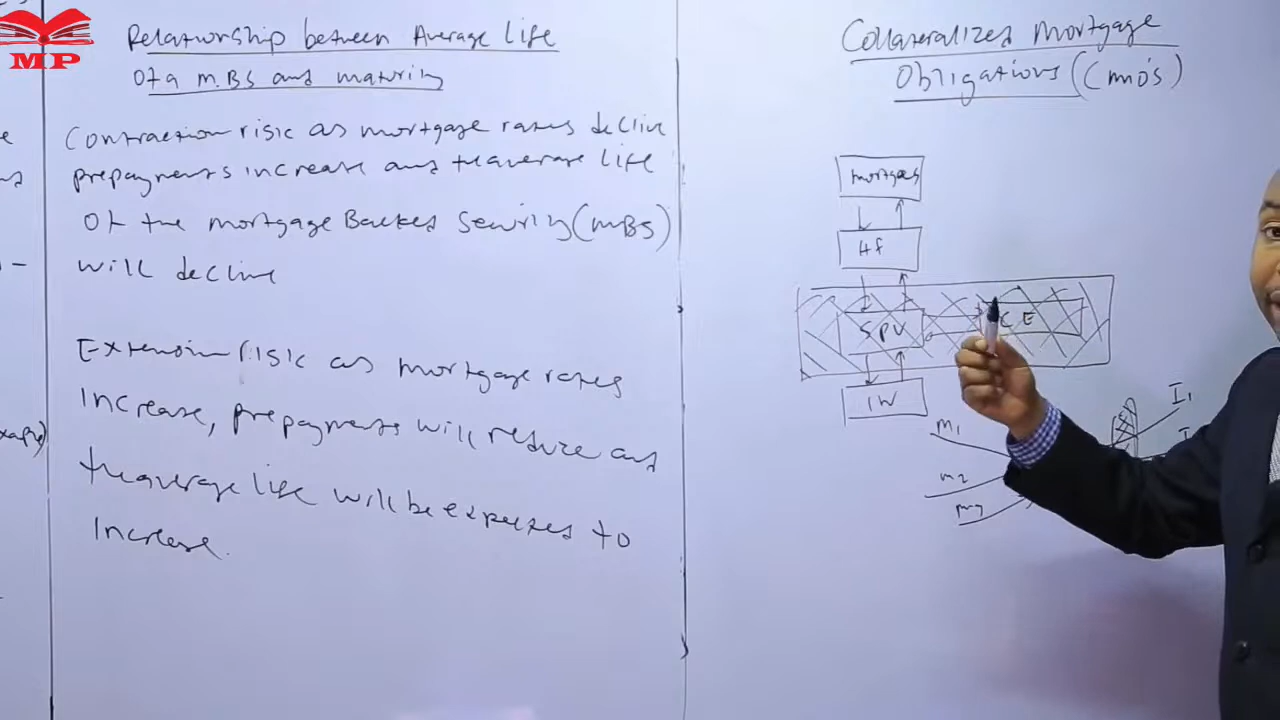 MP
Relationship between Average life
of a M.BS and maturity
Contraction risk as mortgage rates decline
prepayments increase and the average life
Of the mortgage Backed Security (MBS)
will decline
Extension risk as mortgage rates
Increase, prepayments will reduce and
the average life will be expected to
Increase.
Collateralized Mortgage
Obligations (CMO's)
mortgages
HF
SPV
CE
IW
M1
I1
M2
I